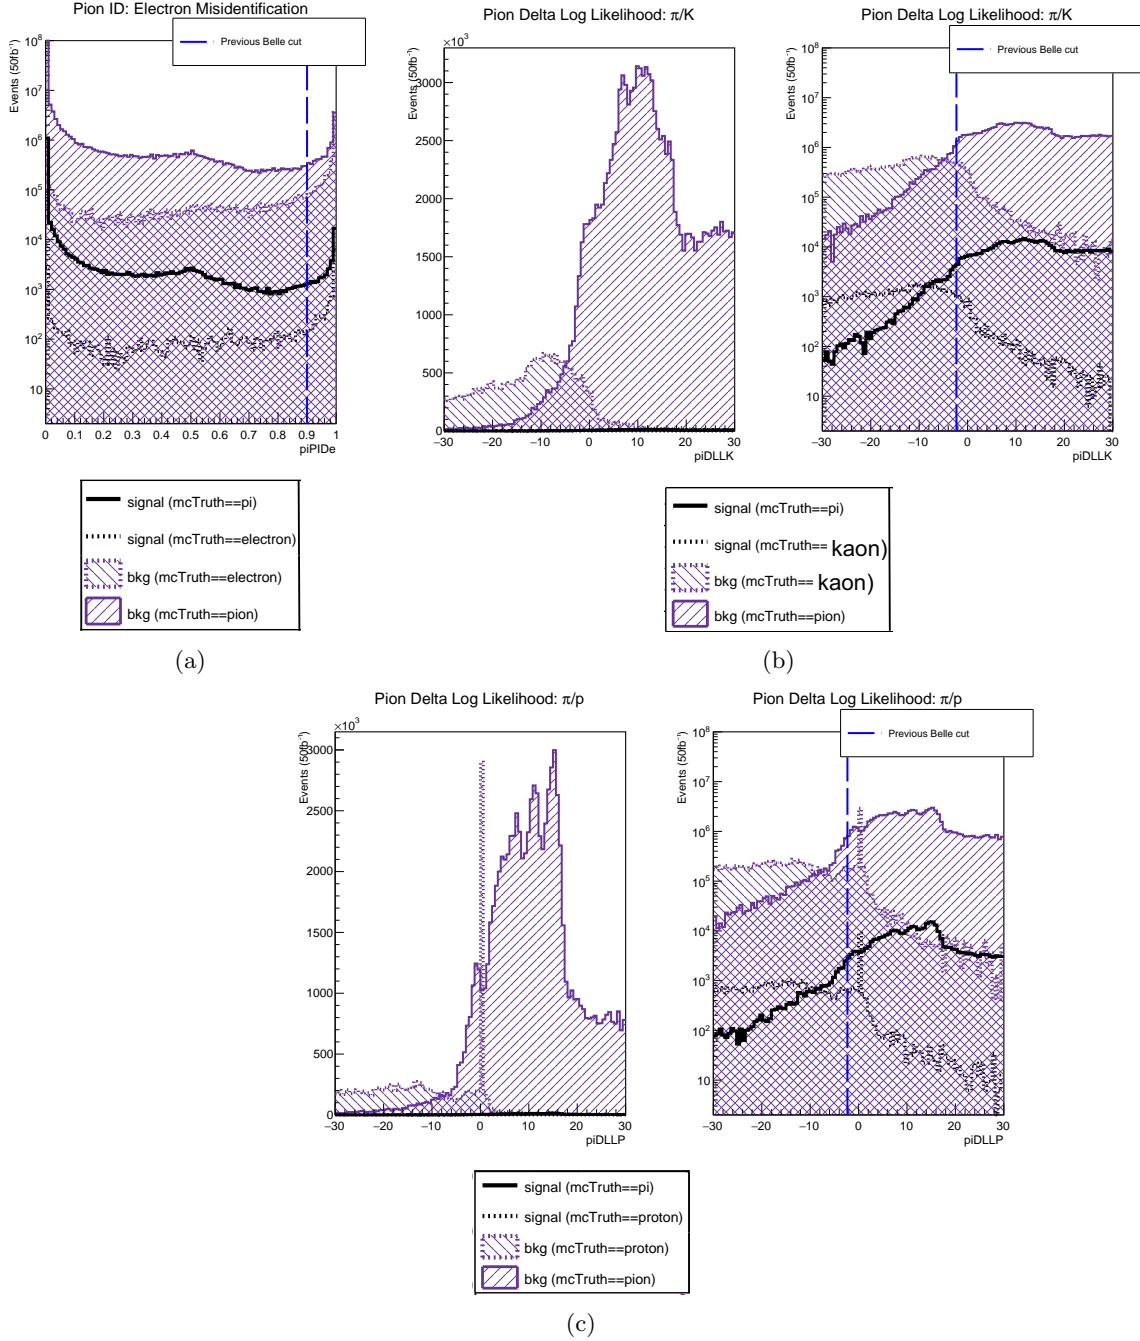 Pion ID: Electron Misidentification
Events (50fb⁻¹)
10⁸
10⁷
10⁶
10⁵
10⁴
10³
10²
10
Previous Belle cut
0 0.1 0.2 0.3 0.4 0.5 0.6 0.7 0.8 0.9 1
piPIDe
signal (mcTruth==pi)
signal (mcTruth==electron)
bkg (mcTruth==electron)
bkg (mcTruth==pion)
(a)
Pion Delta Log Likelihood: π/K
×10³
Events (50fb⁻¹)
3000
2500
2000
1500
1000
500
0
−30 −20 −10 0 10 20 30
piDLLK
Pion Delta Log Likelihood: π/K
Events (50fb⁻¹)
10⁸
10⁷
10⁶
10⁵
10⁴
10³
10²
10
Previous Belle cut
−30 −20 −10 0 10 20 30
piDLLK
signal (mcTruth==pi)
signal (mcTruth== kaon)
bkg (mcTruth== kaon)
bkg (mcTruth==pion)
(b)
Pion Delta Log Likelihood: π/p
×10³
Events (50fb⁻¹)
3000
2500
2000
1500
1000
500
0
−30 −20 −10 0 10 20 30
piDLLP
Pion Delta Log Likelihood: π/p
Events (50fb⁻¹)
10⁸
10⁷
10⁶
10⁵
10⁴
10³
10²
10
Previous Belle cut
−30 −20 −10 0 10 20 30
piDLLP
signal (mcTruth==pi)
signal (mcTruth==proton)
bkg (mcTruth==proton)
bkg (mcTruth==pion)
(c)